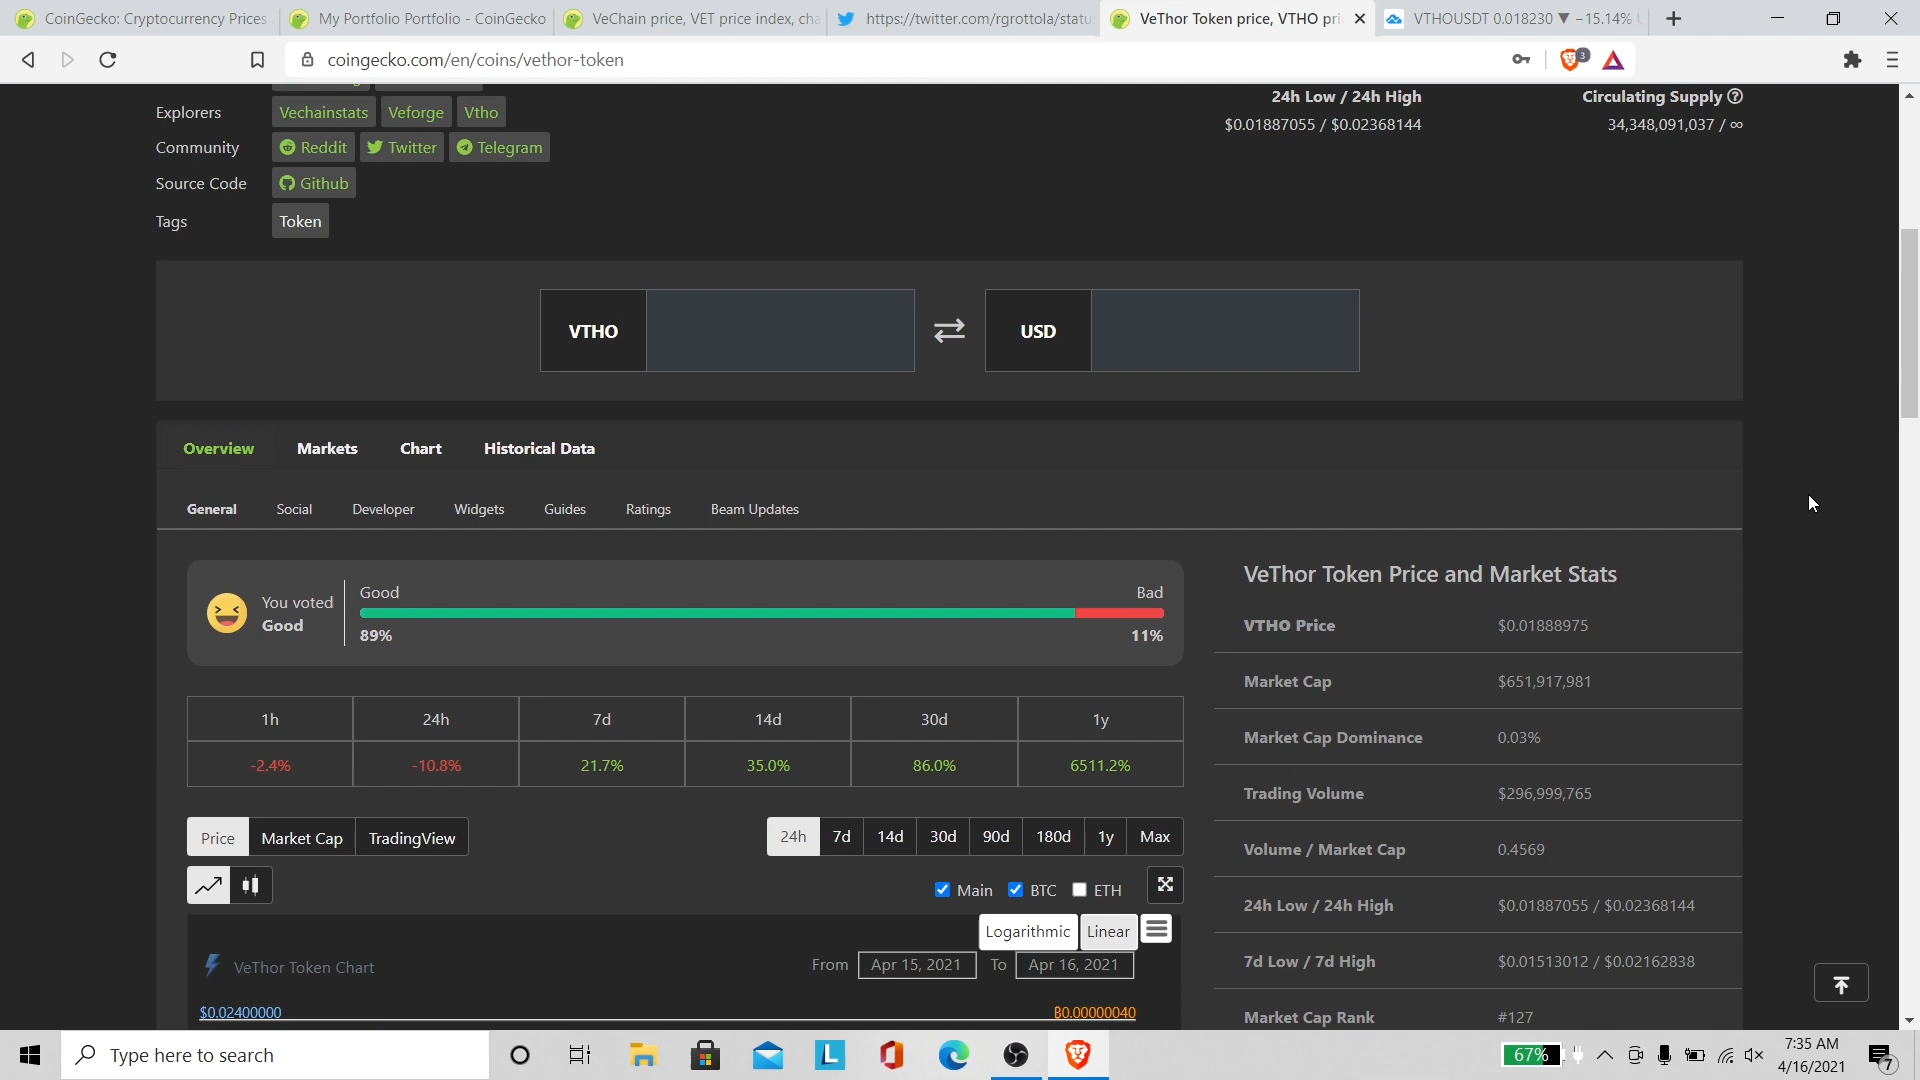 CoinGecko: Cryptocurrency Prices
My Portfolio Portfolio - CoinGecko
VeChain price, VET price index, cha
https://twitter.com/rgrottola/statu
VeThor Token price, VTHO pri
VTHOUSDT 0.018230 ▼ −15.14%
coingecko.com/en/coins/vethor-token
3
24h Low / 24h High
Circulating Supply
Explorers
Vechainstats
Veforge
Vtho
$0.01887055 / $0.02368144
34,348,091,037 / ∞
Community
Reddit
Twitter
Telegram
Source Code
Github
Tags
Token
VTHO
USD
Overview
Markets
Chart
Historical Data
General
Social
Developer
Widgets
Guides
Ratings
Beam Updates
You voted
Good
Good
Bad
89%
11%
VeThor Token Price and Market Stats
VTHO Price $0.01888975
Market Cap $651,917,981
Market Cap Dominance 0.03%
Trading Volume $296,999,765
Volume / Market Cap 0.4569
24h Low / 24h High $0.01887055 / $0.02368144
7d Low / 7d High $0.01513012 / $0.02162838
Market Cap Rank #127
1h 24h 7d 14d 30d 1y
-2.4% -10.8% 21.7% 35.0% 86.0% 6511.2%
Price
Market Cap
TradingView
24h 7d 14d 30d 90d 180d 1y Max
Main BTC ETH
Logarithmic Linear
VeThor Token Chart
From Apr 15, 2021 To Apr 16, 2021
$0.02400000
₿0.00000040
Type here to search
67%
7:35 AM
4/16/2021
7